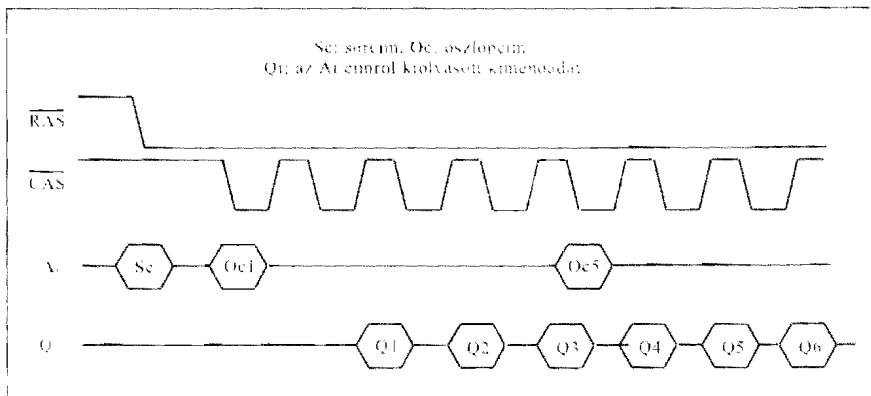 Sc: sorcím, Oc: oszlopcím
Qi: az Ai címről kiolvasott kimenőadat
RAS
CAS
Sc
Oc1
Oc5
Q
Q1
Q2
Q3
Q4
Q5
Q6